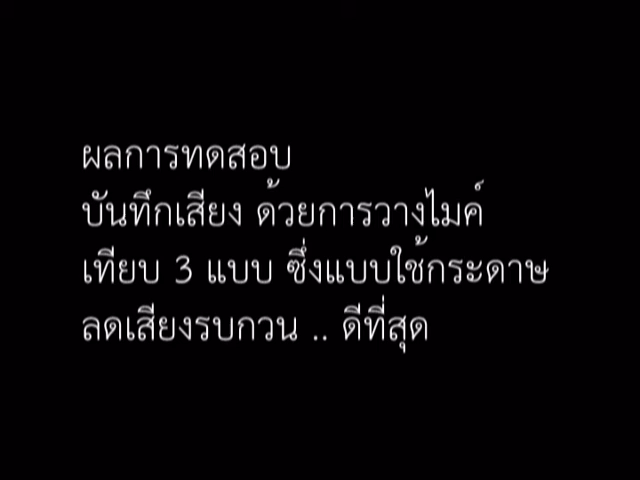 ผลการทดสอบ
บันทึกเสียง ด้วยการวางไมค์
เทียบ 3 แบบ ซึ่งแบบใช้กระดาษ
ลดเสียงรบกวน .. ดีที่สุด